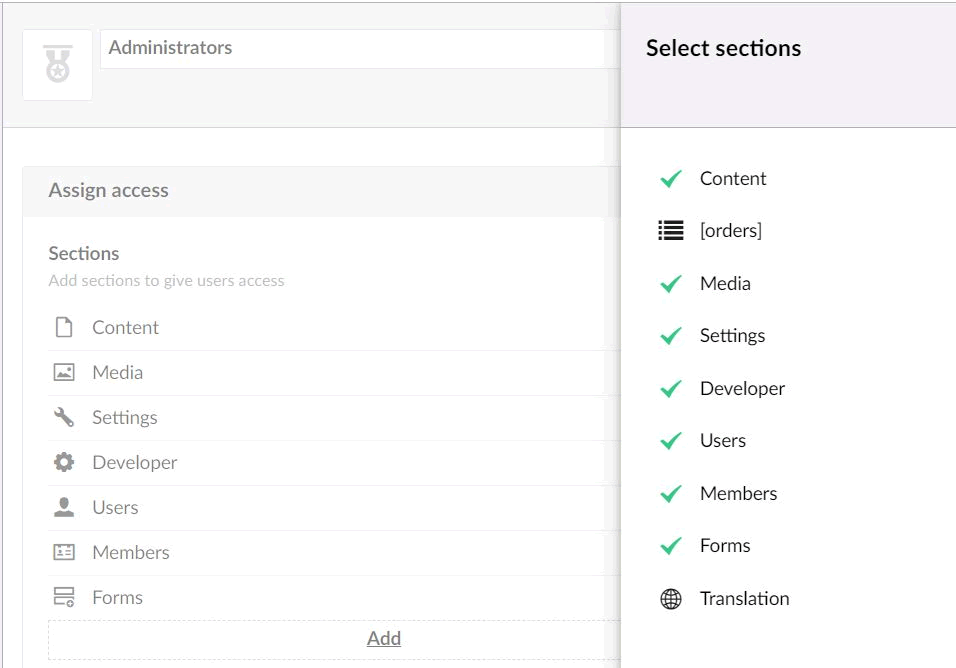 Administrators
Assign access
Sections
Add sections to give users access
Content
Media
Settings
Developer
Users
Members
Forms
Add
Select sections
Content
[orders]
Media
Settings
Developer
Users
Members
Forms
Translation